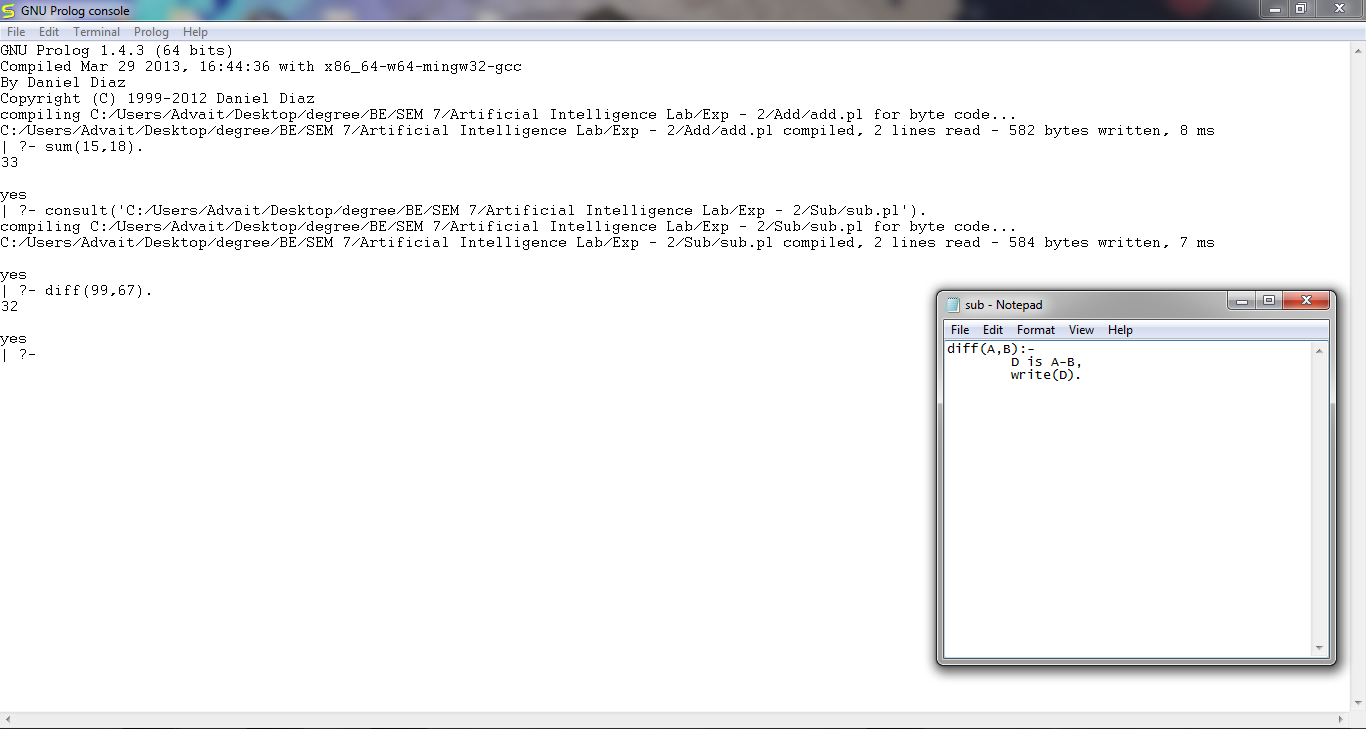 GNU Prolog console
File Edit Terminal Prolog Help
GNU Prolog 1.4.3 (64 bits)
Compiled Mar 29 2013, 16:44:36 with x86_64-w64-mingw32-gcc
By Daniel Diaz
Copyright (C) 1999-2012 Daniel Diaz
compiling C:/Users/Advait/Desktop/degree/BE/SEM 7/Artificial Intelligence Lab/Exp - 2/Add/add.pl for byte code...
C:/Users/Advait/Desktop/degree/BE/SEM 7/Artificial Intelligence Lab/Exp - 2/Add/add.pl compiled, 2 lines read - 582 bytes written, 8 ms
| ?- sum(15,18).
33
yes
| ?- consult('C:/Users/Advait/Desktop/degree/BE/SEM 7/Artificial Intelligence Lab/Exp - 2/Sub/sub.pl').
compiling C:/Users/Advait/Desktop/degree/BE/SEM 7/Artificial Intelligence Lab/Exp - 2/Sub/sub.pl for byte code...
C:/Users/Advait/Desktop/degree/BE/SEM 7/Artificial Intelligence Lab/Exp - 2/Sub/sub.pl compiled, 2 lines read - 584 bytes written, 7 ms
yes
| ?- diff(99,67).
32
yes
| ?-
sub - Notepad
File Edit Format View Help
diff(A,B):-
D is A-B,
write(D).